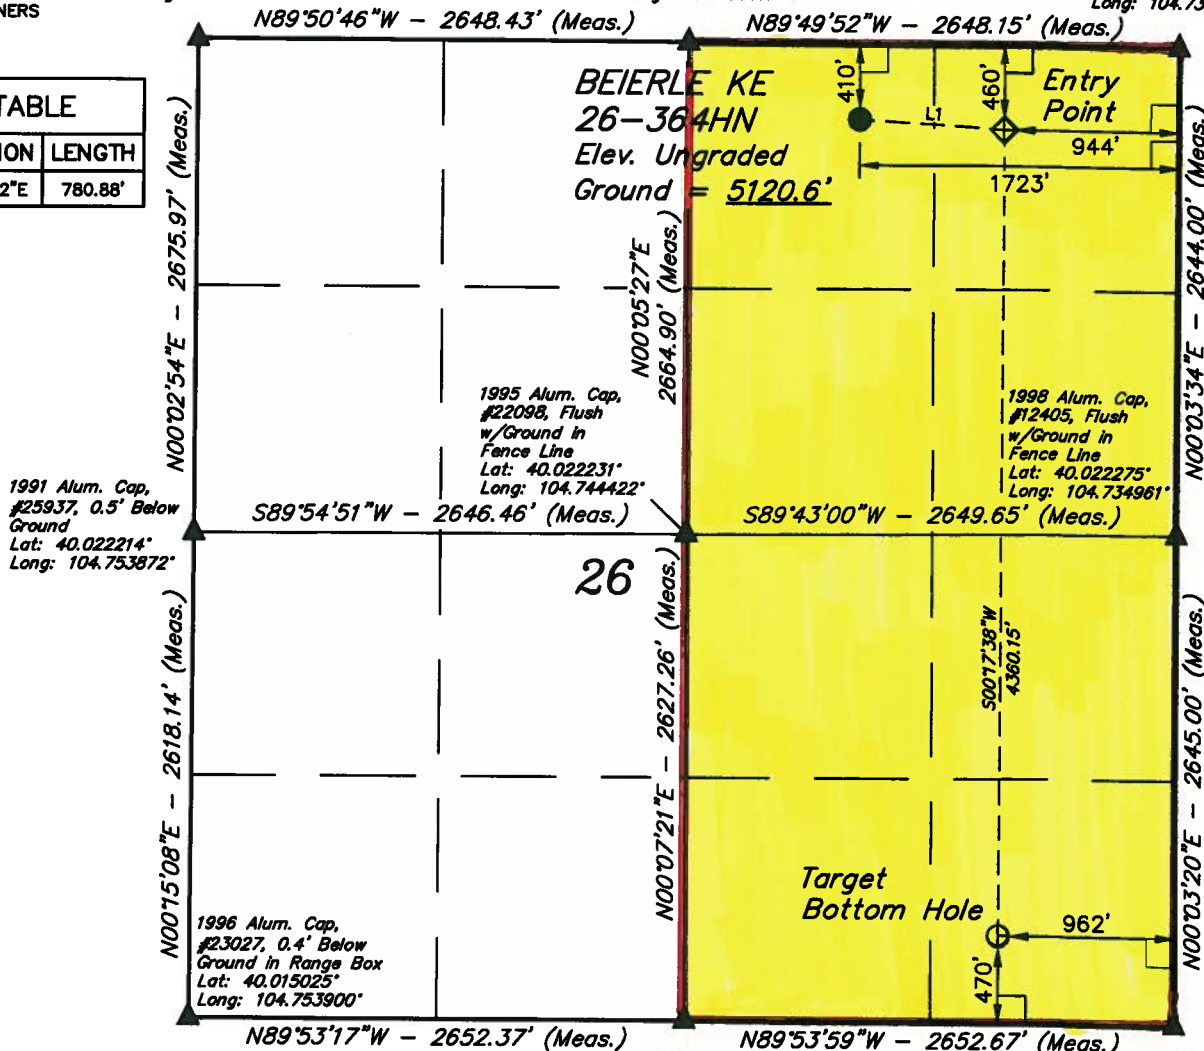 NERS
Long: 104.73
N89°50'46"W - 2648.43' (Meas.)
N89°49'52"W - 2648.15' (Meas.)
TABLE
ION LENGTH
2"E 780.88'
BEIERLE KE
26-364HN
Elev. Ungraded
Ground = 5120.6'
410'
L1
460'
Entry
Point
944'
1723'
N00°02'54"E - 2675.97' (Meas.)
N00°05'27"E
2664.90' (Meas.)
N00°03'34"E - 2644.00' (Meas.)
1995 Alum. Cap,
#22098, Flush
w/Ground in
Fence Line
Lat: 40.022231°
Long: 104.744422°
1998 Alum. Cap,
#12405, Flush
w/Ground in
Fence Line
Lat: 40.022275°
Long: 104.734961°
1991 Alum. Cap,
#25937, 0.5' Below
Ground
Lat: 40.022214°
Long: 104.753872°
S89°54'51"W - 2646.46' (Meas.)
S89°43'00"W - 2649.65' (Meas.)
26
N00°15'08"E - 2618.14' (Meas.)
N00°07'21"E - 2627.26' (Meas.)
S00°17'38"W
4360.15'
N00°03'20"E - 2645.00' (Meas.)
Target
Bottom Hole
962'
470'
1996 Alum. Cap,
#23027, 0.4' Below
Ground in Range Box
Lat: 40.015025°
Long: 104.753900°
N89°53'17"W - 2652.37' (Meas.)
N89°53'59"W - 2652.67' (Meas.)